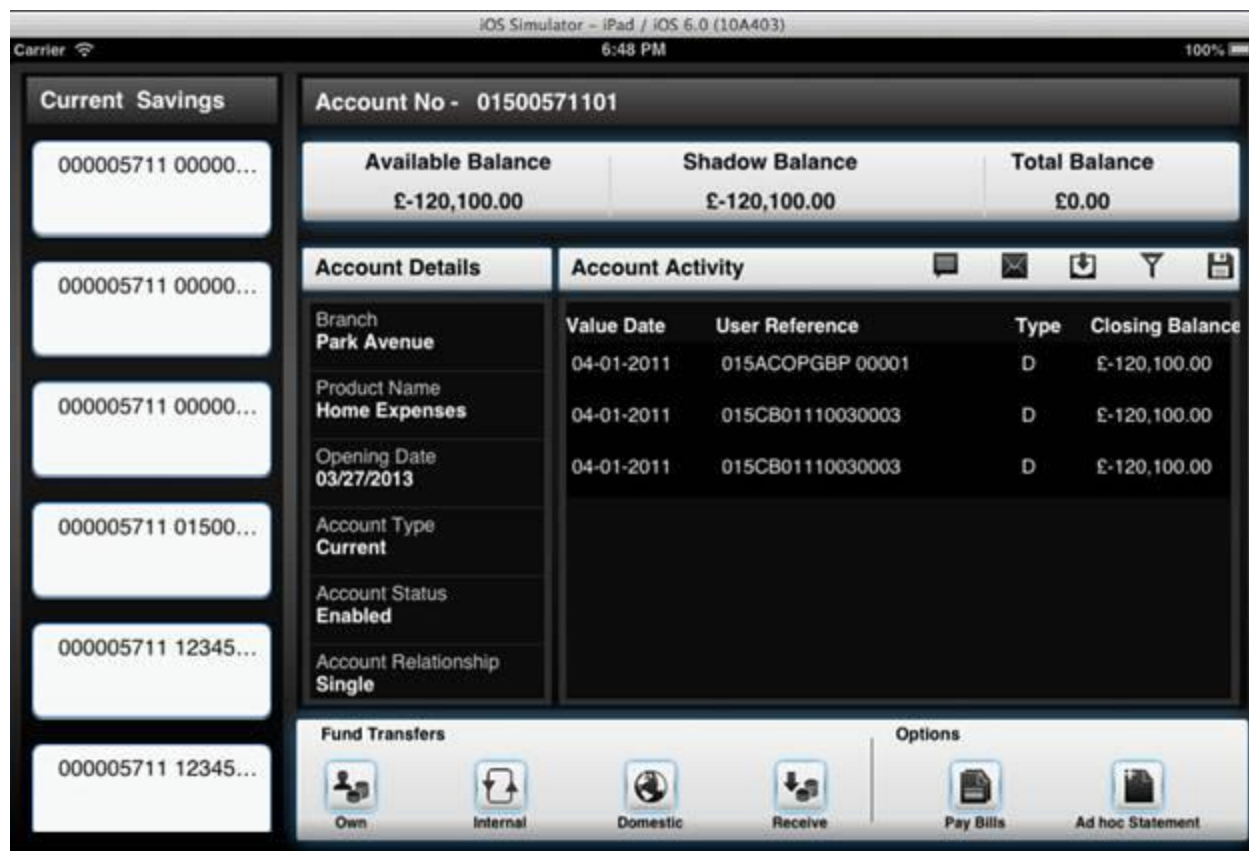 iOS Simulator – iPad / iOS 6.0 (10A403)
Carrier 6:48 PM 100%
Current Savings
000005711 00000...
000005711 00000...
000005711 00000...
000005711 01500...
000005711 12345...
000005711 12345...
Account No - 01500571101
Available Balance Shadow Balance Total Balance
£-120,100.00 £-120,100.00 £0.00
Account Details
Branch
Park Avenue
Product Name
Home Expenses
Opening Date
03/27/2013
Account Type
Current
Account Status
Enabled
Account Relationship
Single
Account Activity
Value Date User Reference Type Closing Balance
04-01-2011 015ACOPGBP 00001 D £-120,100.00
04-01-2011 015CB01110030003 D £-120,100.00
04-01-2011 015CB01110030003 D £-120,100.00
Fund Transfers Options
Own Internal Domestic Receive Pay Bills Ad hoc Statement